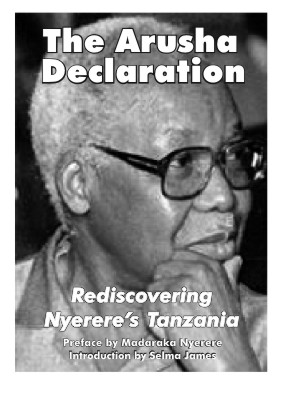 The Arusha
Declaration
Rediscovering
Nyerere's Tanzania
Preface by Madaraka Nyerere
Introduction by Selma James